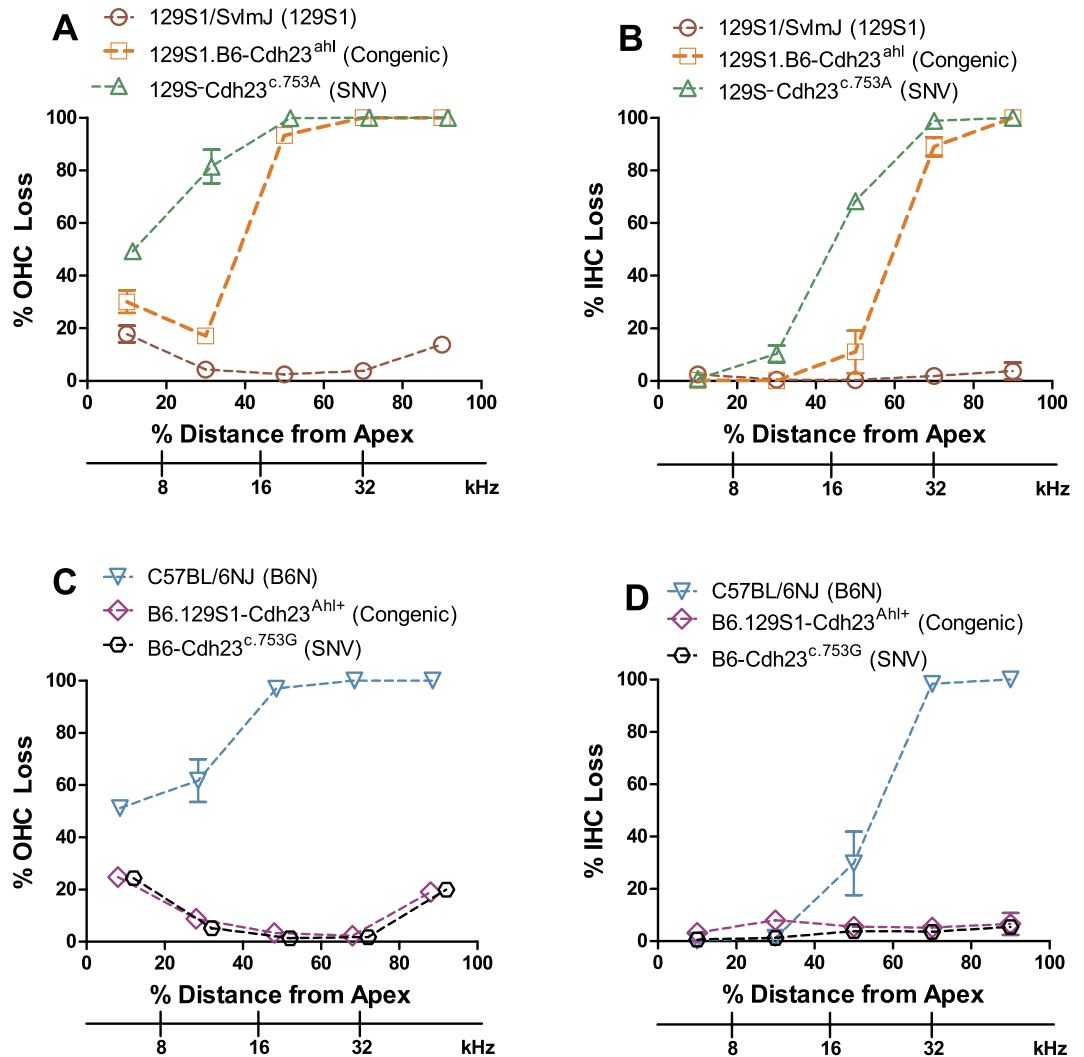 A
129S1/SvImJ (129S1)
129S1.B6-Cdh23ahl (Congenic)
129S-Cdh23c.753A (SNV)
% OHC Loss
100
80
60
40
20
0
0 20 40 60 80 100
% Distance from Apex
8 16 32 kHz
B
129S1/SvImJ (129S1)
129S1.B6-Cdh23ahl (Congenic)
129S-Cdh23c.753A (SNV)
% IHC Loss
100
80
60
40
20
0
0 20 40 60 80 100
% Distance from Apex
8 16 32 kHz
C
C57BL/6NJ (B6N)
B6.129S1-Cdh23Ahl+ (Congenic)
B6-Cdh23c.753G (SNV)
% OHC Loss
100
80
60
40
20
0
0 20 40 60 80 100
% Distance from Apex
8 16 32 kHz
D
C57BL/6NJ (B6N)
B6.129S1-Cdh23Ahl+ (Congenic)
B6-Cdh23c.753G (SNV)
% IHC Loss
100
80
60
40
20
0
0 20 40 60 80 100
% Distance from Apex
8 16 32 kHz